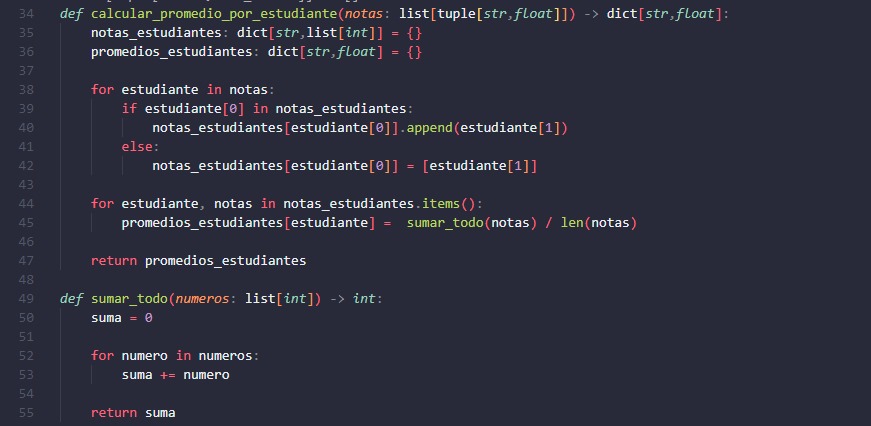 34 def calcular_promedio_por_estudiante(notas: list[tuple[str,float]]) -> dict[str,float]:
35     notas_estudiantes: dict[str,list[int]] = {}
36     promedios_estudiantes: dict[str,float] = {}
37
38     for estudiante in notas:
39         if estudiante[0] in notas_estudiantes:
40             notas_estudiantes[estudiante[0]].append(estudiante[1])
41         else:
42             notas_estudiantes[estudiante[0]] = [estudiante[1]]
43
44     for estudiante, notas in notas_estudiantes.items():
45         promedios_estudiantes[estudiante] =  sumar_todo(notas) / len(notas)
46
47     return promedios_estudiantes
48
49 def sumar_todo(numeros: list[int]) -> int:
50     suma = 0
51
52     for numero in numeros:
53         suma += numero
54
55     return suma